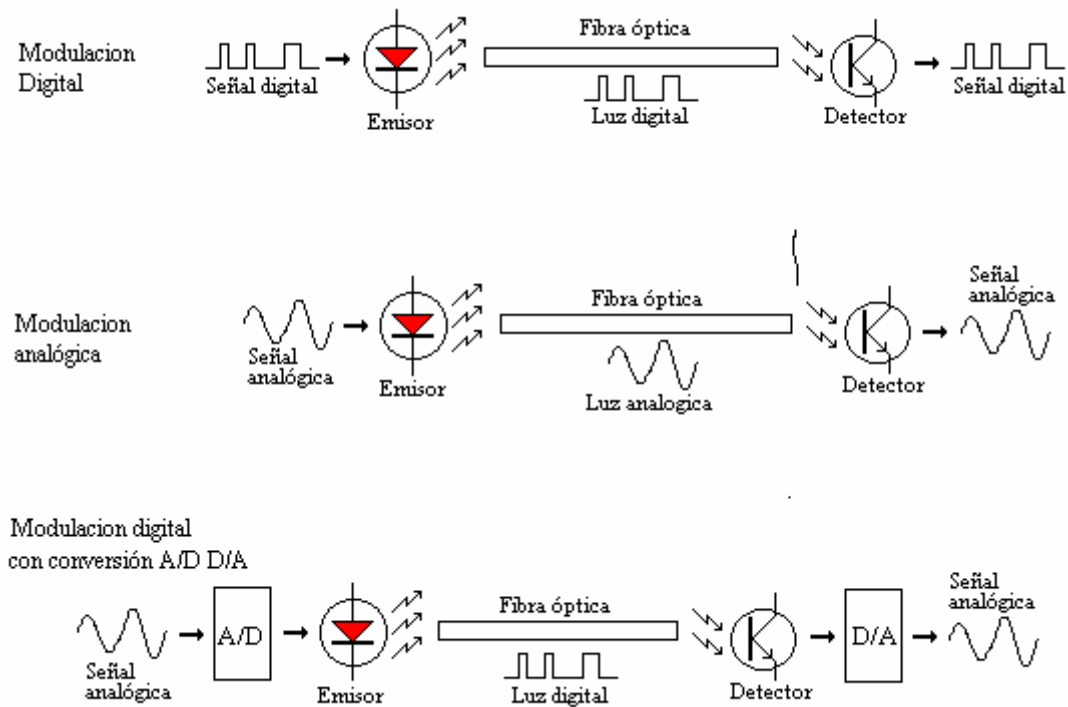 Modulacion
Digital
Señal digital
Emisor
Fibra óptica
Luz digital
Detector
Señal digital
Modulacion
analógica
Señal
analógica
Emisor
Fibra óptica
Luz analogica
Detector
Señal
analógica
Modulacion digital
con conversión A/D D/A
Señal
analógica
A/D
Emisor
Fibra óptica
Luz digital
Detector
D/A
Señal
analógica